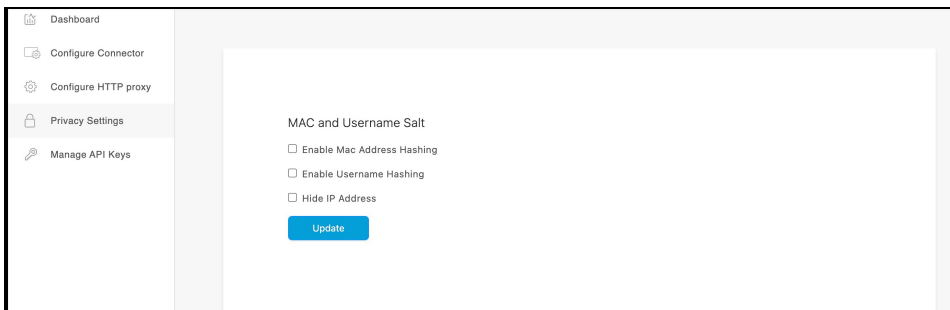 Dashboard
Configure Connector
Configure HTTP proxy
Privacy Settings
Manage API Keys
MAC and Username Salt
Enable Mac Address Hashing
Enable Username Hashing
Hide IP Address
Update